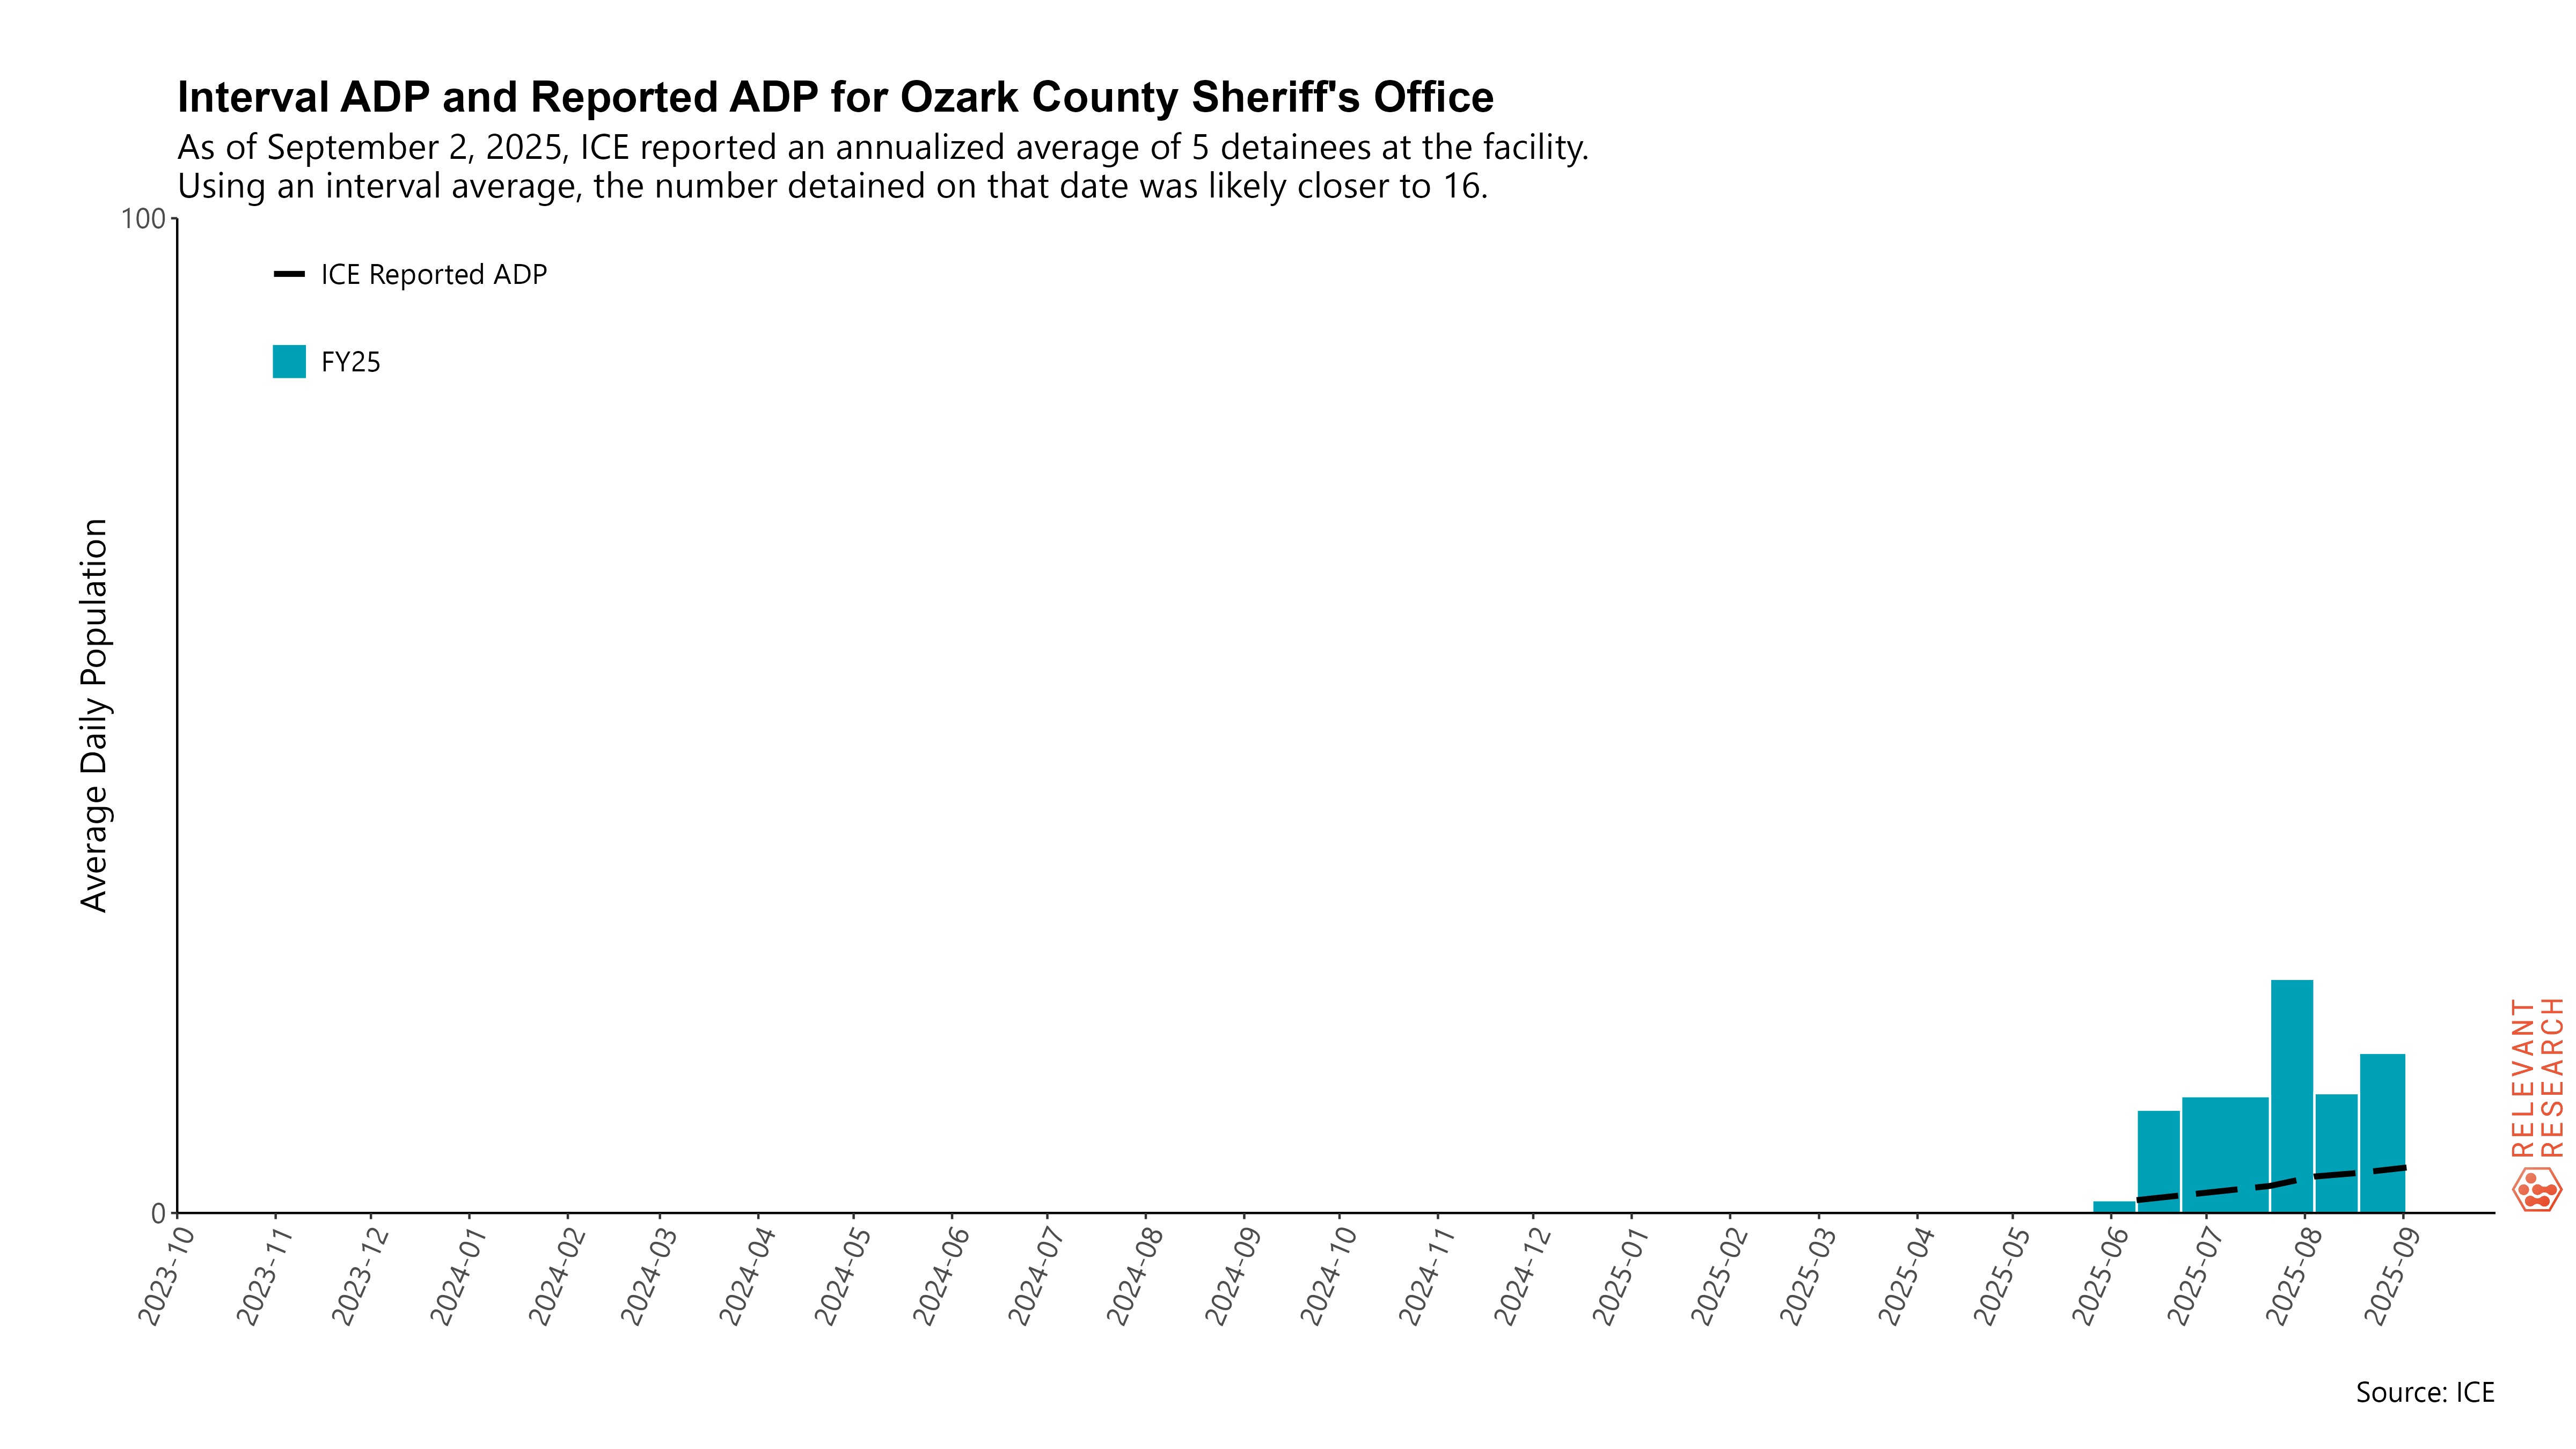 Interval ADP and Reported ADP for Ozark County Sheriff's Office
As of September 2, 2025, ICE reported an annualized average of 5 detainees at the facility.
Using an interval average, the number detained on that date was likely closer to 16.
100
ICE Reported ADP
FY25
Average Daily Population
0
2023-10
2023-11
2023-12
2024-01
2024-02
2024-03
2024-04
2024-05
2024-06
2024-07
2024-08
2024-09
2024-10
2024-11
2024-12
2025-01
2025-02
2025-03
2025-04
2025-05
2025-06
2025-07
2025-08
2025-09
RELEVANT
RESEARCH
Source: ICE